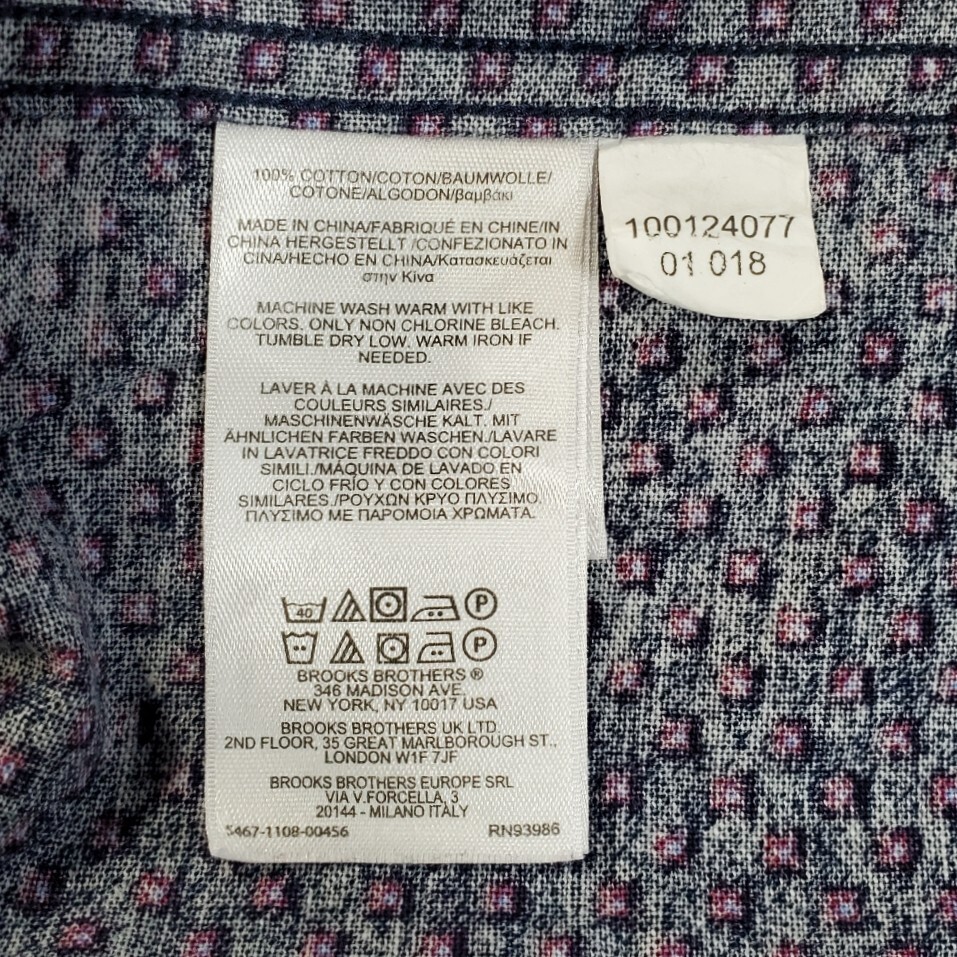 100% COTTON/COTON/BAUMWOLLE/
COTONE/ALGODON/βαμβάκι
MADE IN CHINA/FABRIQUÉ EN CHINE/IN
CHINA HERGESTELLT /CONFEZIONATO IN
CINA/HECHO EN CHINA/Κατασκευάζεται
στην Κίνα
MACHINE WASH WARM WITH LIKE
COLORS. ONLY NON CHLORINE BLEACH.
TUMBLE DRY LOW. WARM IRON IF
NEEDED.
LAVER À LA MACHINE AVEC DES
COULEURS SIMILAIRES./
MASCHINENWÄSCHE KALT. MIT
ÄHNLICHEN FARBEN WASCHEN./LAVARE
IN LAVATRICE FREDDO CON COLORI
SIMILI./MÁQUINA DE LAVADO EN
CICLO FRÍO Y CON COLORES
SIMILARES./ΡΟΥΧΩΝ ΚΡΥΟ ΠΛΥΣΙΜΟ.
ΠΛΥΣΙΜΟ ΜΕ ΠΑΡΟΜΟΙΑ ΧΡΩΜΑΤΑ.
40 P
P
BROOKS BROTHERS ®
346 MADISON AVE.
NEW YORK, NY 10017 USA
BROOKS BROTHERS UK LTD.
2ND FLOOR, 35 GREAT MARLBOROUGH ST.,
LONDON W1F 7JF
BROOKS BROTHERS EUROPE SRL
VIA V.FORCELLA, 3
20144 - MILANO ITALY
5467-1108-00456 RN93986
100124077
01 018